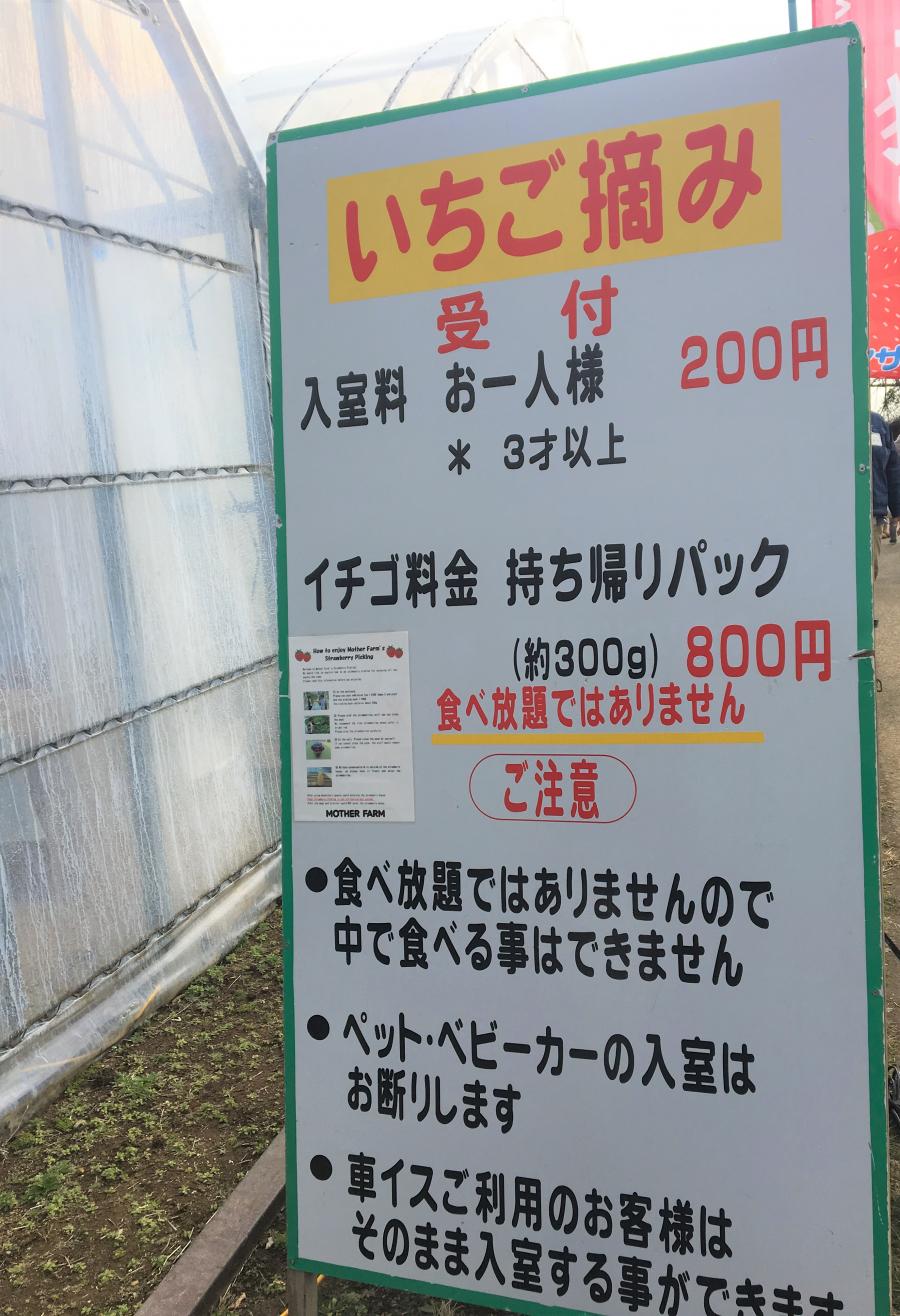 いちご摘み
受 付
入室料 お一人様 200円
＊ 3才以上
イチゴ料金 持ち帰りパック
(約300g) 800円
食べ放題ではありません
How to enjoy Mother Farm's
Strawberry Picking
MOTHER FARM
ご注意
●食べ放題ではありませんので
中で食べる事はできません
●ペット・ベビーカーの入室は
お断りします
●車イスご利用のお客様は
そのまま入室する事ができます
サ